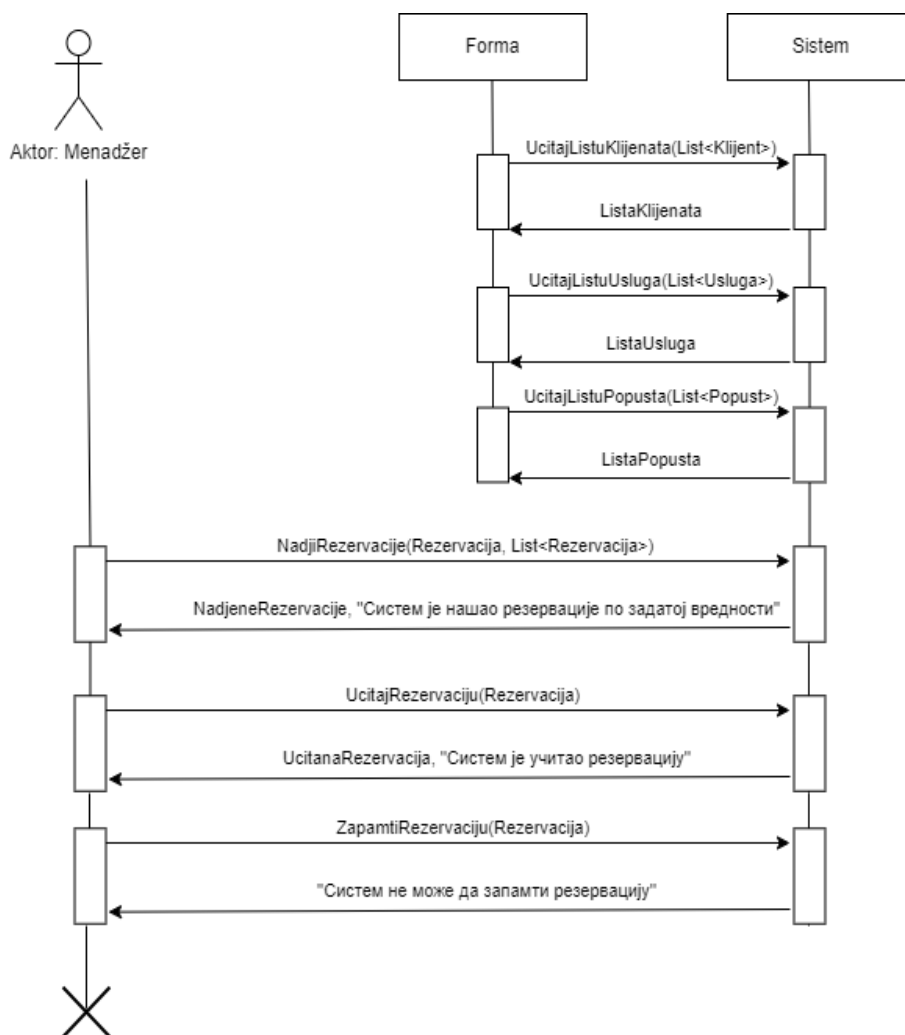 Forma
Sistem
Aktor: Menadžer
UcitajListuKlijenata(List<Klijent>)
ListaKlijenata
UcitajListuUsluga(List<Usluga>)
ListaUsluga
UcitajListuPopusta(List<Popust>)
ListaPopusta
NadjiRezervacije(Rezervacija, List<Rezervacija>)
NadjeneRezervacije, "Систем је нашао резервације по задатој вредности"
UcitajRezervaciju(Rezervacija)
UcitanaRezervacija, "Систем је учитао резервацију"
ZapamtiRezervaciju(Rezervacija)
"Систем не може да запамти резервацију"